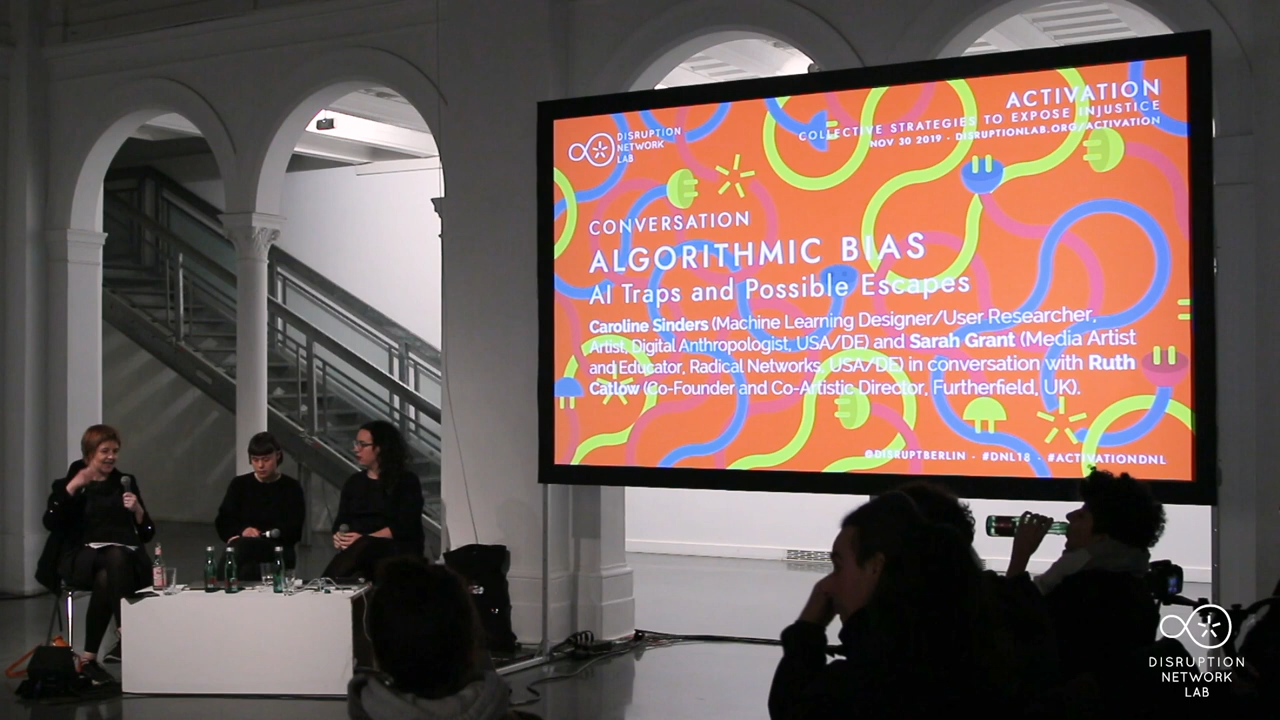 DISRUPTION
NETWORK
LAB
ACTIVATION
COLLECTIVE STRATEGIES TO EXPOSE INJUSTICE
NOV 30 2019 · DISRUPTIONLAB.ORG/ACTIVATION
CONVERSATION
ALGORITHMIC BIAS
AI Traps and Possible Escapes
Caroline Sinders (Machine Learning Designer/User Researcher,
Artist, Digital Anthropologist, USA/DE) and Sarah Grant (Media Artist
and Educator, Radical Networks, USA/DE) in conversation with Ruth
Catlow (Co-Founder and Co-Artistic Director, Furtherfield, UK).
@DISRUPTBERLIN · #DNL18 · #ACTIVATIONDNL
DISRUPTION
NETWORK
LAB